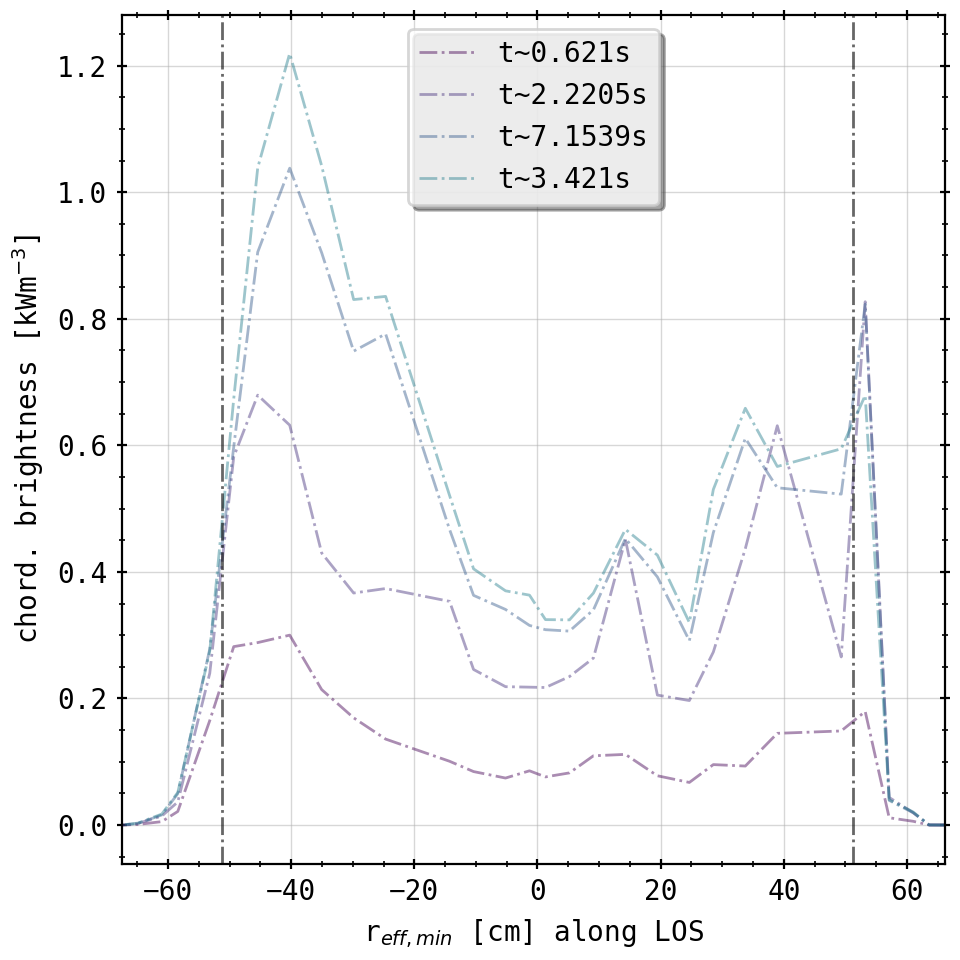 t~0.621s
t~2.2205s
t~7.1539s
t~3.421s
chord. brightness [kWm⁻³]
1.2
1.0
0.8
0.6
0.4
0.2
0.0
−60 −40 −20 0 20 40 60
r_eff,min [cm] along LOS